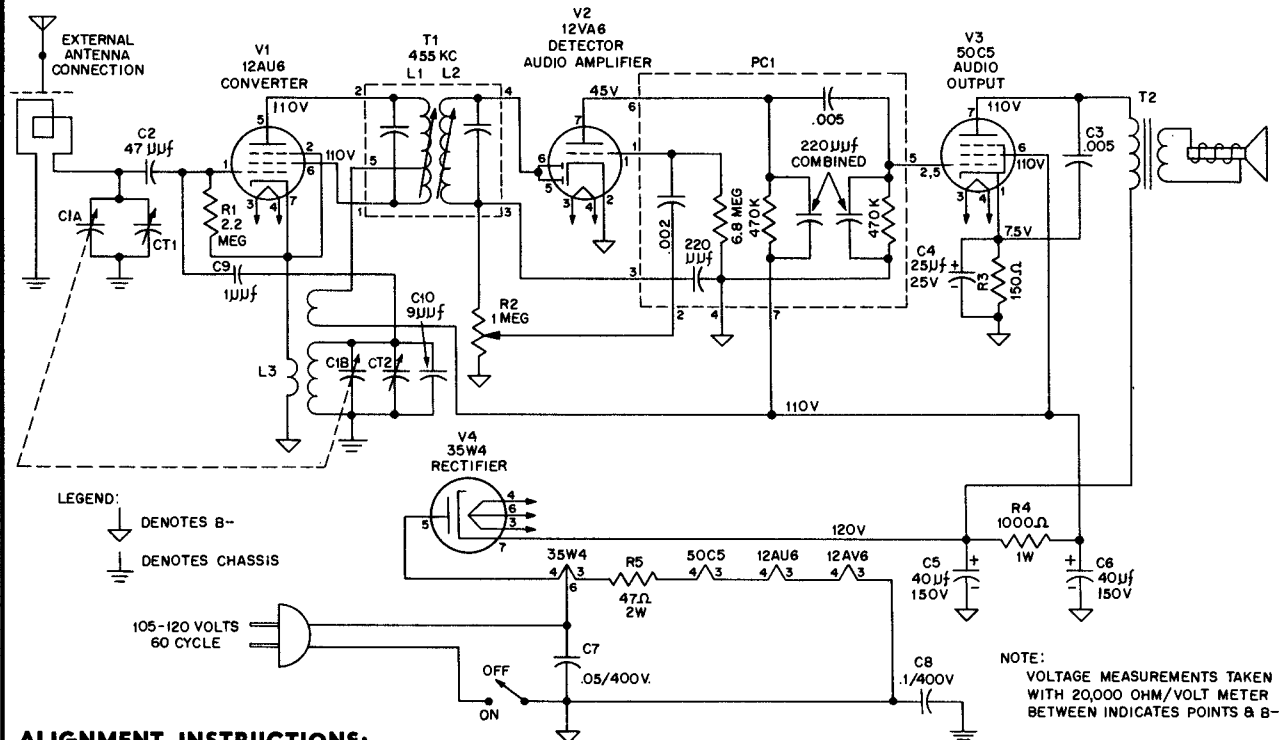 EXTERNAL
ANTENNA
CONNECTION
V1
12AU6
CONVERTER
T1
455 KC
L1 L2
V2
12VA6
DETECTOR
AUDIO AMPLIFIER
PC1
V3
50C5
AUDIO
OUTPUT
T2
C2
47 µµf
1
5
110V
2
6
110V
3 4 7
R1
2.2
MEG
2
5
1
4
3
45V
7
6
5
1
3 4 2
6
.005
220µµf
COMBINED
.002
6.8 MEG
470K
470K
220
µµf
3
2
4
7
5
2,5
7
110V
6
110V
3 4 1
C3
.005
7.5V
C4
25µf
25V
+
-
R3
150Ω
C1A
CT1
C9
1µµf
C10
9µµf
L3
C1B
CT2
R2
1 MEG
110V
V4
35W4
RECTIFIER
5
4
6
3
7
120V
R4
1000Ω
1W
C5
40µf
150V
+
-
C6
40µf
150V
+
-
LEGEND:
DENOTES B--
DENOTES CHASSIS
35W4
4 3
6
R5
47Ω
2W
50C5
4 3
12AU6
4 3
12AV6
4 3
105-120 VOLTS
60 CYCLE
OFF
ON
C7
.05/400V.
C8
.1/400V
NOTE:
VOLTAGE MEASUREMENTS TAKEN
WITH 20,000 OHM/VOLT METER
BETWEEN INDICATES POINTS & B-
ALIGNMENT INSTRUCTIONS: